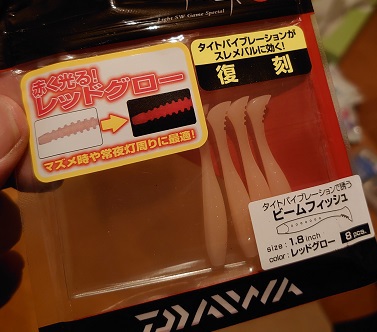 Light SW Game Special
タイトバイブレーションが
スレメバルに効く!
復刻
赤く光る!
レッドグロー
マズメ時や常夜灯周りに最適!
タイトバイブレーションで誘う
ビームフィッシュ
size : 1.8inch
color : レッドグロー
8 pcs.
DAIWA